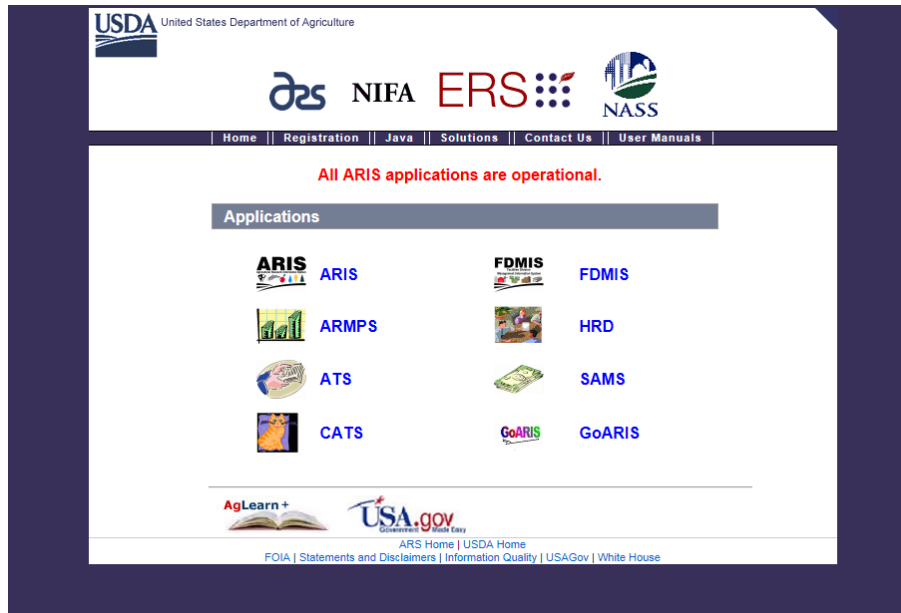 USDA United States Department of Agriculture
ars NIFA ERS NASS
Home || Registration || Java || Solutions || Contact Us || User Manuals
All ARIS applications are operational.
Applications
ARIS ARIS FDMIS FDMIS
ARMPS HRD
ATS SAMS
CATS GoARIS GoARIS
AgLearn+ USA.gov
Government Made Easy
ARS Home | USDA Home
FOIA | Statements and Disclaimers | Information Quality | USAGov | White House